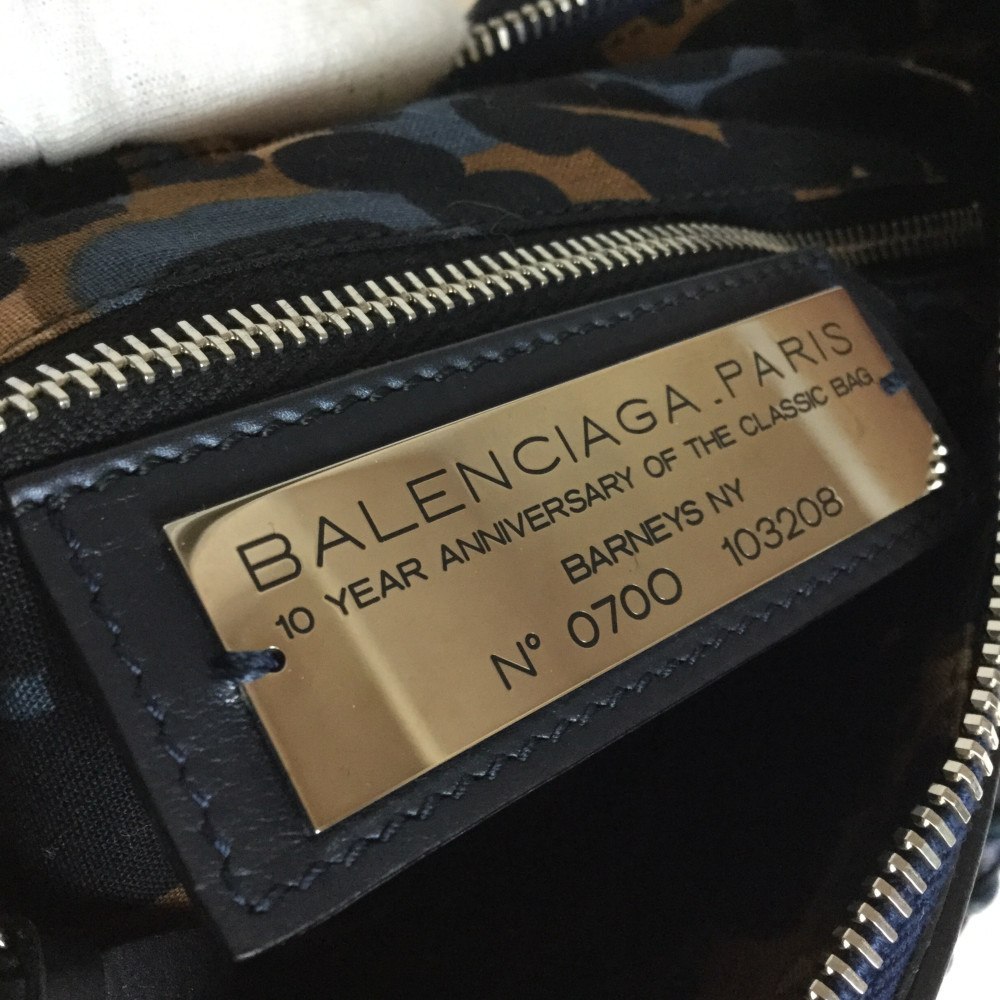 BALENCIAGA.PARIS
10 YEAR ANNIVERSARY OF THE CLASSIC BAG
BARNEYS NY
N° 0700 103208